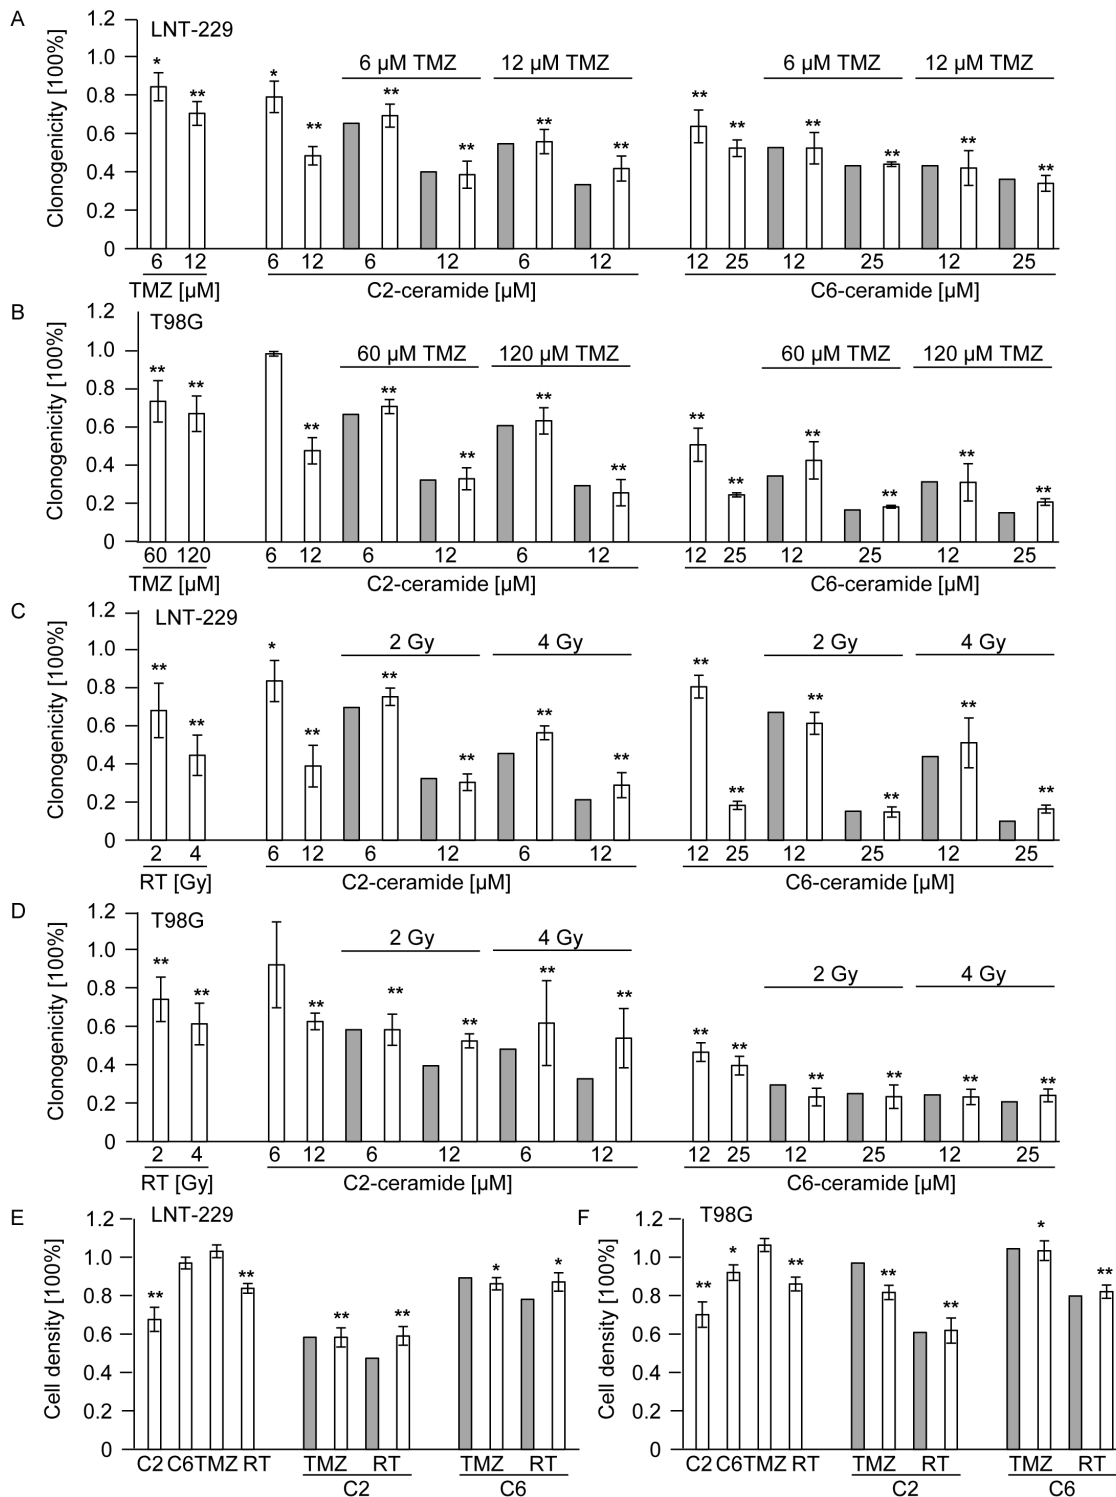 A
LNT-229
Clonogenicity [100%]
1.2
1.0
0.8
0.6
0.4
0.2
0
6 µM TMZ
12 µM TMZ
6 µM TMZ
12 µM TMZ
* ** * ** ** ** ** ** ** ** ** ** ** **
6 12 6 12 6 12 6 12 12 25 12 25 12 25
TMZ [µM]
C2-ceramide [µM]
C6-ceramide [µM]
B
T98G
Clonogenicity [100%]
1.2
1.0
0.8
0.6
0.4
0.2
0
60 µM TMZ
120 µM TMZ
60 µM TMZ
120 µM TMZ
** ** ** ** ** ** ** ** ** ** ** ** **
60 120 6 12 6 12 6 12 12 25 12 25 12 25
TMZ [µM]
C2-ceramide [µM]
C6-ceramide [µM]
C
LNT-229
Clonogenicity [100%]
1.2
1.0
0.8
0.6
0.4
0.2
0
2 Gy
4 Gy
2 Gy
4 Gy
** ** * ** ** ** ** ** ** ** ** ** ** **
2 4 6 12 6 12 6 12 12 25 12 25 12 25
RT [Gy]
C2-ceramide [µM]
C6-ceramide [µM]
D
T98G
Clonogenicity [100%]
1.2
1.0
0.8
0.6
0.4
0.2
0
2 Gy
4 Gy
2 Gy
4 Gy
** ** ** ** ** ** ** ** ** ** ** ** **
2 4 6 12 6 12 6 12 12 25 12 25 12 25
RT [Gy]
C2-ceramide [µM]
C6-ceramide [µM]
E
LNT-229
Cell density [100%]
1.2
1.0
0.8
0.6
0.4
0.2
0
** ** ** ** * *
C2 C6 TMZ RT TMZ RT TMZ RT
C2
C6
F
T98G
Cell density [100%]
1.2
1.0
0.8
0.6
0.4
0.2
0
** * ** ** ** * **
C2 C6 TMZ RT TMZ RT TMZ RT
C2
C6